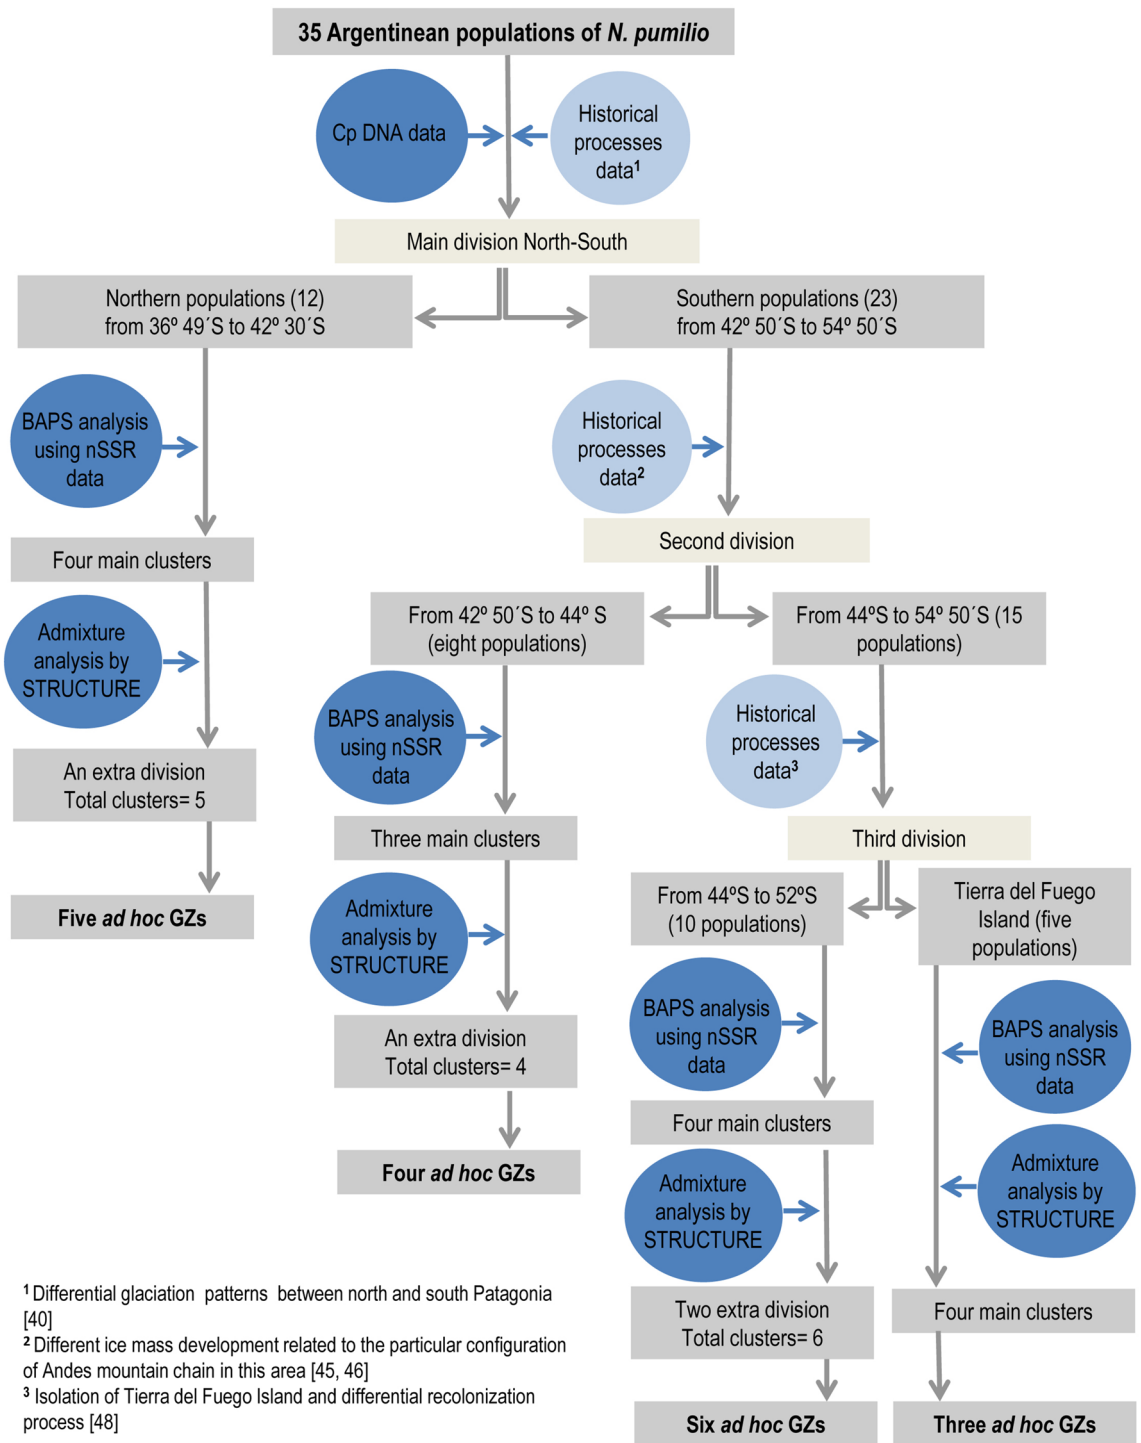 35 Argentinean populations of N. pumilio
Cp DNA data
Historical
processes
data1
Main division North-South
Northern populations (12)
from 36º 49´S to 42º 30´S
Southern populations (23)
from 42º 50´S to 54º 50´S
BAPS analysis
using nSSR
data
Historical
processes
data2
Four main clusters
Second division
Admixture
analysis by
STRUCTURE
From 42º 50´S to 44º S
(eight populations)
From 44ºS to 54º 50´S (15
populations)
BAPS analysis
using nSSR
data
Historical
processes
data3
An extra division
Total clusters= 5
Three main clusters
Third division
Five ad hoc GZs
Admixture
analysis by
STRUCTURE
From 44ºS to 52ºS
(10 populations)
Tierra del Fuego
Island (five
populations)
BAPS analysis
using nSSR
data
BAPS analysis
using nSSR
data
An extra division
Total clusters= 4
Four main clusters
Four ad hoc GZs
Admixture
analysis by
STRUCTURE
Admixture
analysis by
STRUCTURE
Two extra division
Total clusters= 6
Four main clusters
Six ad hoc GZs
Three ad hoc GZs
1 Differential glaciation patterns between north and south Patagonia
[40]
2 Different ice mass development related to the particular configuration
of Andes mountain chain in this area [45, 46]
3 Isolation of Tierra del Fuego Island and differential recolonization
process [48]